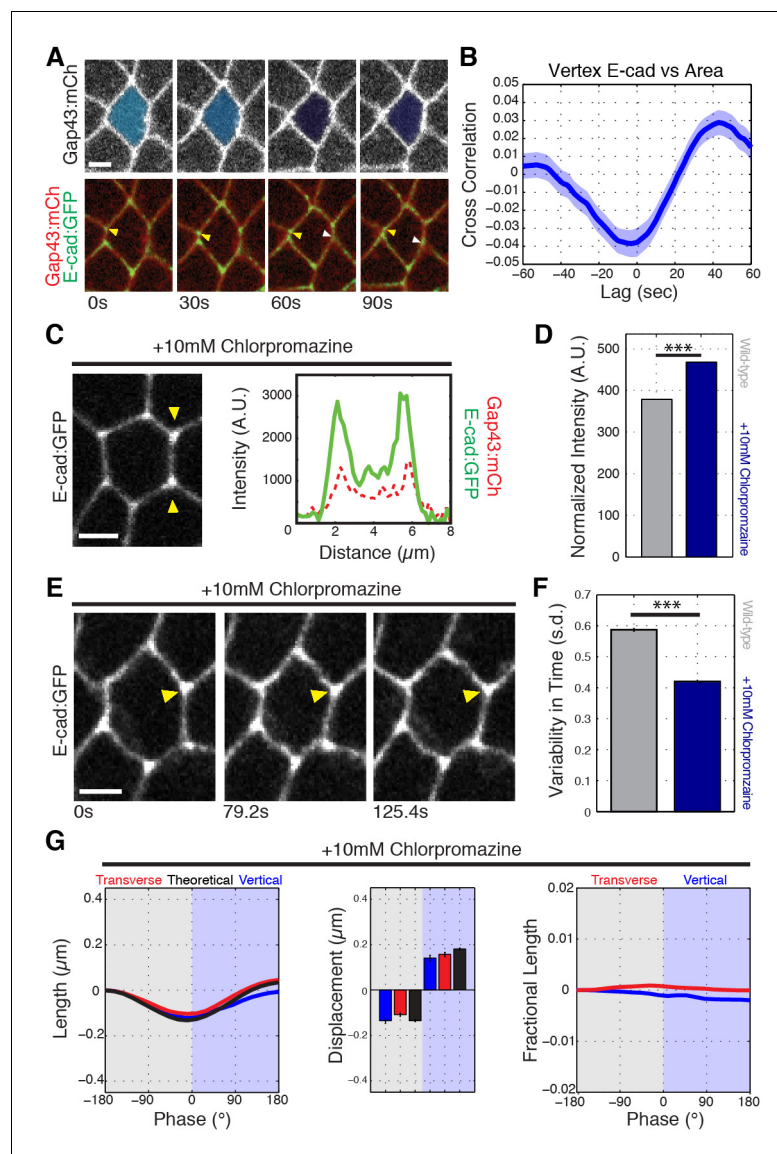 A
Gap43:mCh
Gap43:mCh
E-cad:GFP
0s 30s 60s 90s
B
Vertex E-cad vs Area
Cross Correlation
0.05
0.04
0.03
0.02
0.01
0
−0.01
−0.02
−0.03
−0.04
0.05
−60 −40 −20 0 20 40 60
Lag (sec)
C
+10mM Chlorpromazine
E-cad:GFP
Intensity (A.U.)
3000
2000
1000
0
0 2 4 6 8
Distance (µm)
Gap43:mCh
E-cad:GFP
D
Normalized Intensity (A.U.)
500
400
300
200
100
0
***
Wild-type
+10mM Chlorpromzaine
E
+10mM Chlorpromazine
E-cad:GFP
0s 79.2s 125.4s
F
Variability in Time (s.d.)
0.7
0.6
0.5
0.4
0.3
0.2
0.1
0
***
Wild-type
+10mM Chlorpromzaine
G
+10mM Chlorpromazine
Transverse Theoretical Vertical
Length (µm)
0.4
0.2
0
−0.2
−0.4
−180 −90 0 90 180
Phase (°)
Displacement (µm)
0.4
0.2
0
−0.2
−0.4
Transverse Vertical
Fractional Length
0.02
0.01
0
−0.01
−0.02
−180 −90 0 90 180
Phase (°)